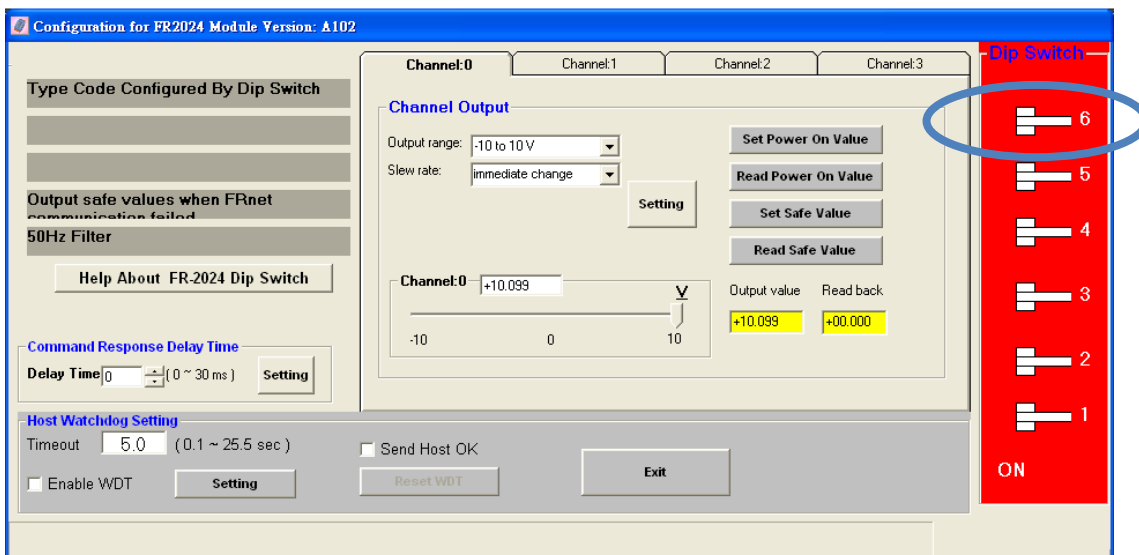 Configuration for FR2024 Module Version: A102
Type Code Configured By Dip Switch
Output safe values when FRnet
communication failed
50Hz Filter
Help About FR-2024 Dip Switch
Command Response Delay Time
Delay Time 0 ( 0 ~ 30 ms ) Setting
Channel:0 Channel:1 Channel:2 Channel:3
Channel Output
Output range: -10 to 10 V
Slew rate: immediate change
Setting
Set Power On Value
Read Power On Value
Set Safe Value
Read Safe Value
Channel:0 +10.099
V
-10 0 10
Output value Read back
+10.099 +00.000
Host Watchdog Setting
Timeout 5.0 ( 0.1 ~ 25.5 sec )
Enable WDT Setting
Send Host OK
Reset WDT
Exit
Dip Switch
6
5
4
3
2
1
ON